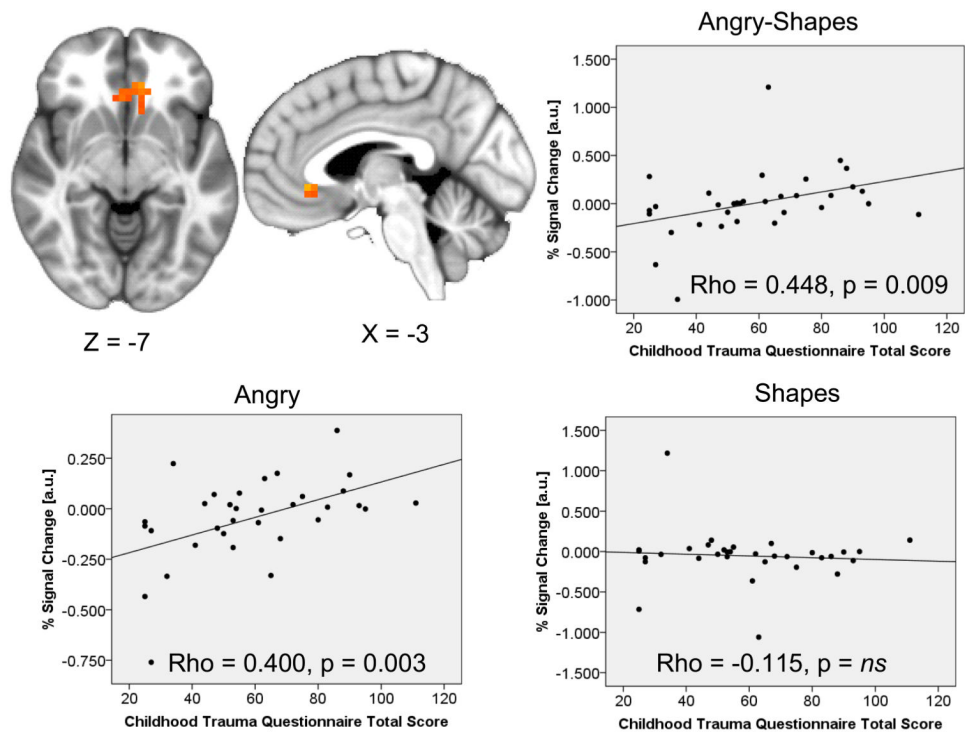 Z = -7
X = -3
Angry-Shapes
% Signal Change [a.u.]
1.500
1.000
0.500
0.000
-0.500
-1.000
Rho = 0.448, p = 0.009
20 40 60 80 100 120
Childhood Trauma Questionnaire Total Score
Angry
% Signal Change [a.u.]
0.250
0.000
-0.250
-0.500
-0.750
Rho = 0.400, p = 0.003
20 40 60 80 100 120
Childhood Trauma Questionnaire Total Score
Shapes
% Signal Change [a.u.]
1.500
1.000
0.500
0.000
-0.500
-1.000
-1.500
Rho = -0.115, p = ns
20 40 60 80 100 120
Childhood Trauma Questionnaire Total Score